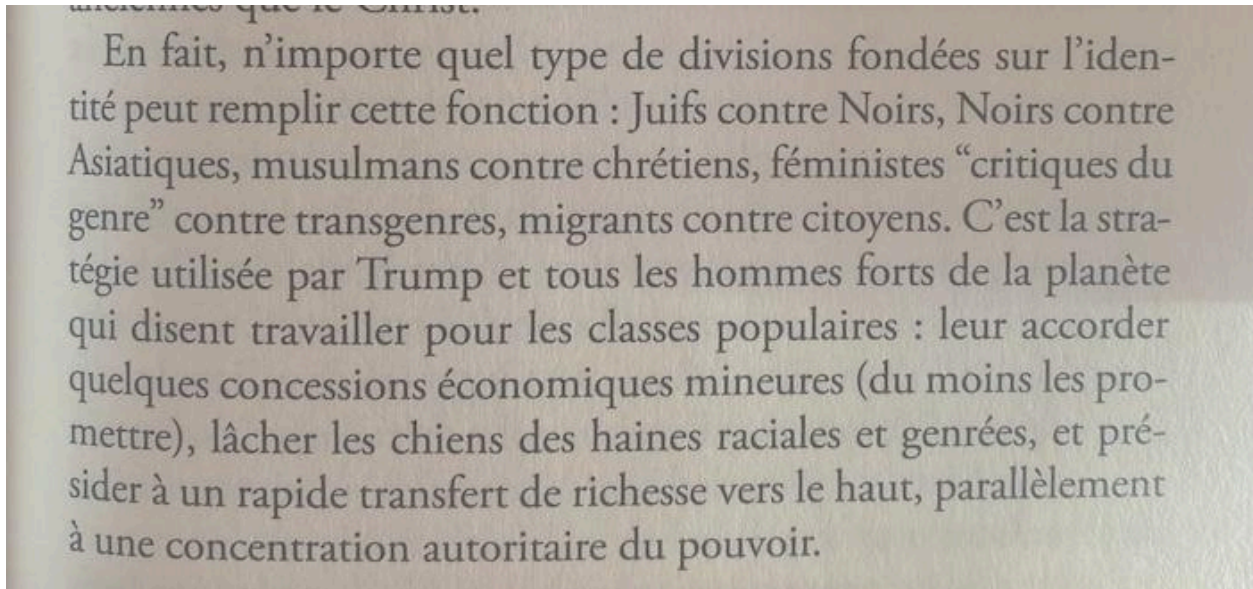 anciennes que le Christ.
En fait, n’importe quel type de divisions fondées sur l’iden-
tité peut remplir cette fonction : Juifs contre Noirs, Noirs contre
Asiatiques, musulmans contre chrétiens, féministes “critiques du
genre” contre transgenres, migrants contre citoyens. C’est la stra-
tégie utilisée par Trump et tous les hommes forts de la planète
qui disent travailler pour les classes populaires : leur accorder
quelques concessions économiques mineures (du moins les pro-
mettre), lâcher les chiens des haines raciales et genrées, et pré-
sider à un rapide transfert de richesse vers le haut, parallèlement
à une concentration autoritaire du pouvoir.